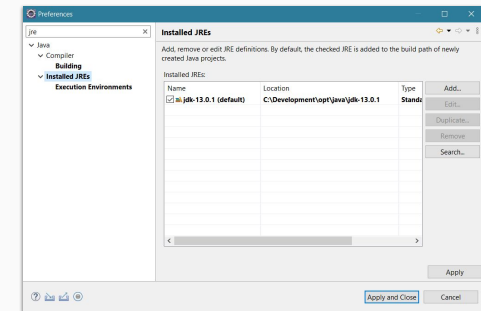 Preferences
jre
Java
Compiler
Building
Installed JREs
Execution Environments
Installed JREs
Add, remove or edit JRE definitions. By default, the checked JRE is added to the build path of newly
created Java projects.
Installed JREs:
Name Location Type
jdk-13.0.1 (default) C:\Development\opt\java\jdk-13.0.1 Standa
Add...
Edit...
Duplicate...
Remove
Search...
Apply
Apply and Close Cancel